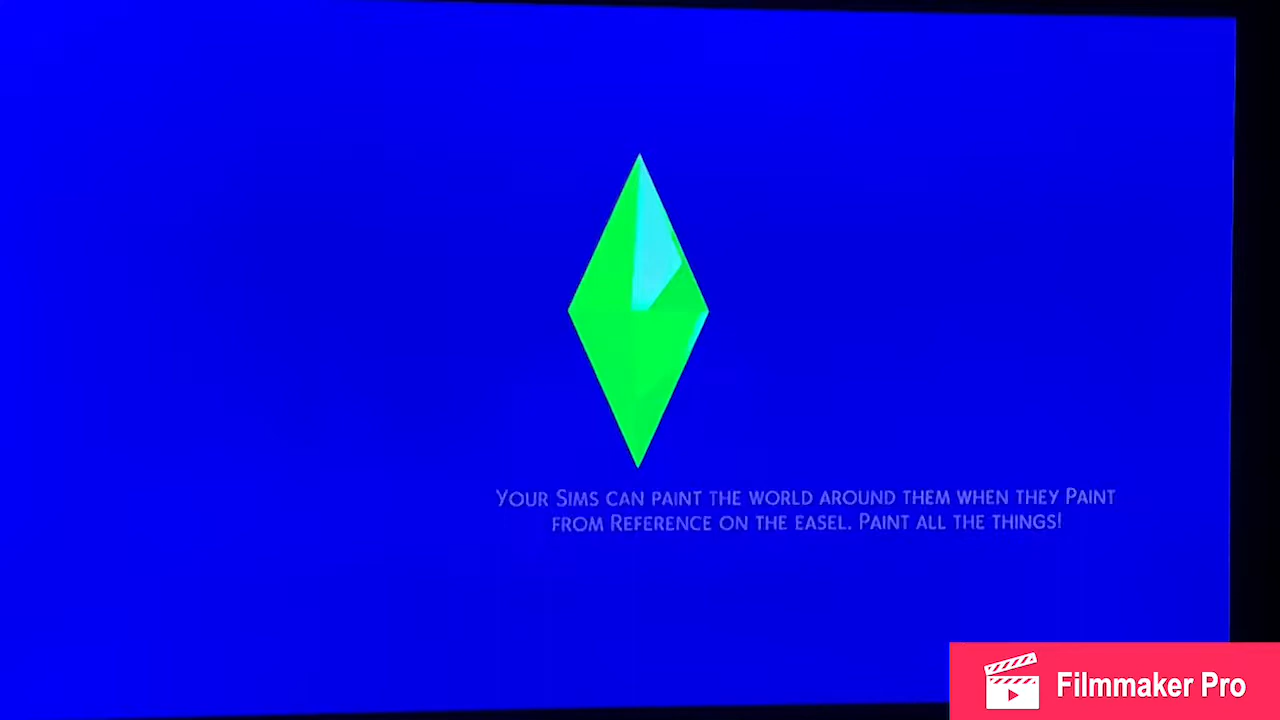 Your Sims can paint the world around them when they Paint
from Reference on the easel. Paint all the things!
Filmmaker Pro